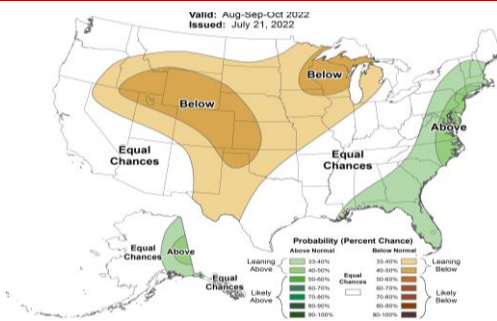 Valid: Aug-Sep-Oct 2022
Issued: July 21, 2022
Below
Below
Above
Equal
Chances
Equal
Chances
Equal
Chances
Above
Equal
Chances
Probability (Percent Chance)
Above Normal
Below Normal
Leaning
Above
33-40%
40-50%
50-60%
Likely
Above
60-70%
70-80%
80-90%
90-100%
Equal
Chances
33-40%
40-50%
50-60%
Leaning
Below
60-70%
70-80%
80-90%
90-100%
Likely
Below